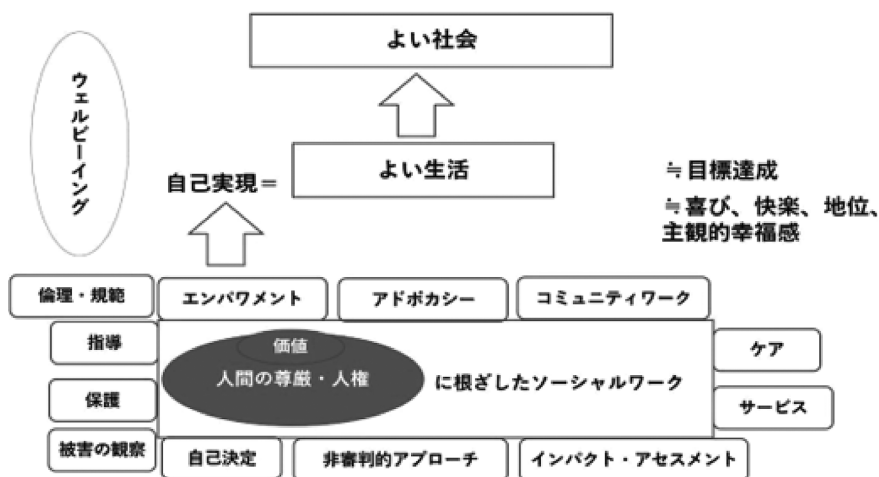 よい社会
ウェルビーイング
よい生活
自己実現＝
≒目標達成
≒喜び、快楽、地位、
主観的幸福感
倫理・規範
エンパワメント
アドボカシー
コミュニティワーク
指導
価値
人間の尊厳・人権
に根ざしたソーシャルワーク
ケア
保護
サービス
被害の観察
自己決定
非審判的アプローチ
インパクト・アセスメント